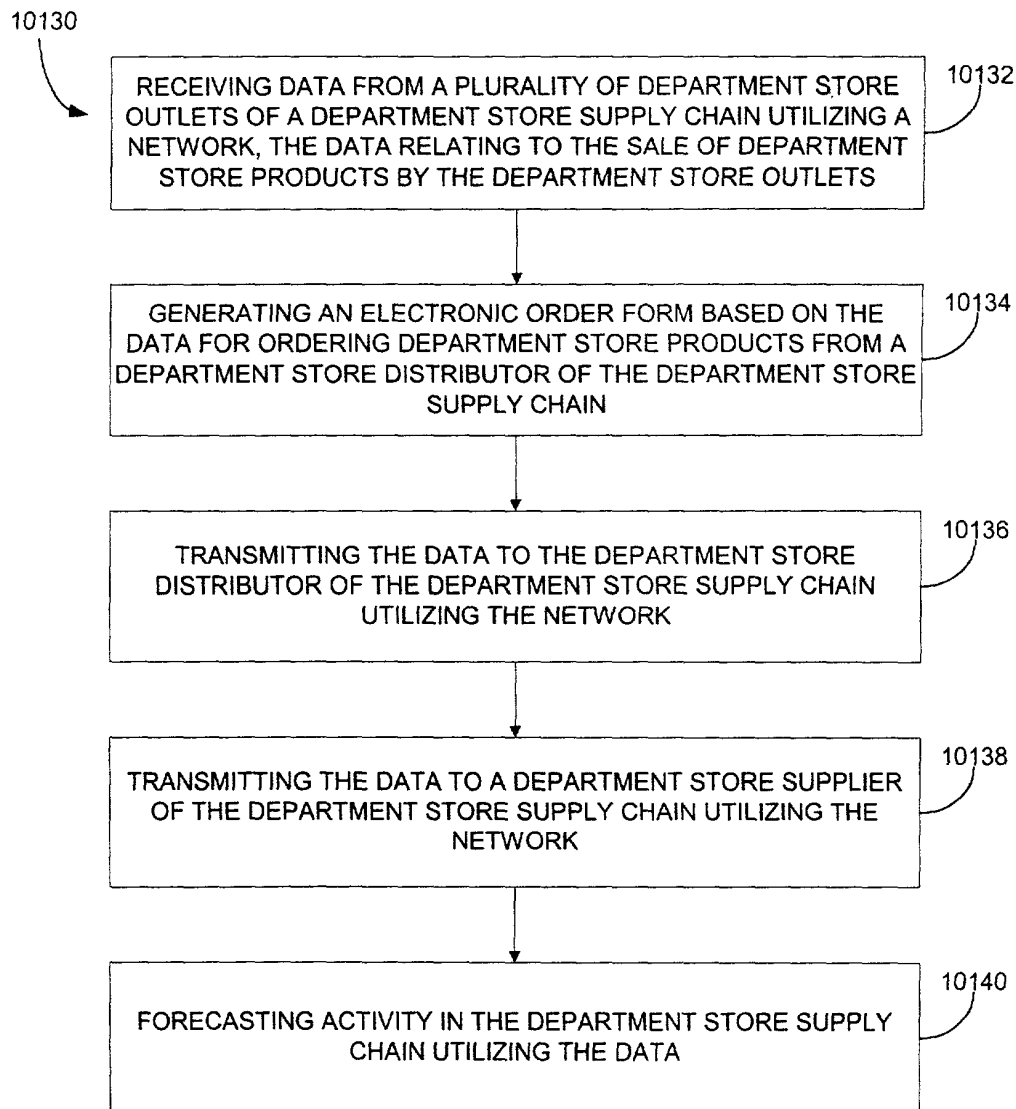 10130
RECEIVING DATA FROM A PLURALITY OF DEPARTMENT STORE
OUTLETS OF A DEPARTMENT STORE SUPPLY CHAIN UTILIZING A
NETWORK, THE DATA RELATING TO THE SALE OF DEPARTMENT
STORE PRODUCTS BY THE DEPARTMENT STORE OUTLETS
10132
GENERATING AN ELECTRONIC ORDER FORM BASED ON THE
DATA FOR ORDERING DEPARTMENT STORE PRODUCTS FROM A
DEPARTMENT STORE DISTRIBUTOR OF THE DEPARTMENT STORE
SUPPLY CHAIN
10134
TRANSMITTING THE DATA TO THE DEPARTMENT STORE
DISTRIBUTOR OF THE DEPARTMENT STORE SUPPLY CHAIN
UTILIZING THE NETWORK
10136
TRANSMITTING THE DATA TO A DEPARTMENT STORE SUPPLIER
OF THE DEPARTMENT STORE SUPPLY CHAIN UTILIZING THE
NETWORK
10138
FORECASTING ACTIVITY IN THE DEPARTMENT STORE SUPPLY
CHAIN UTILIZING THE DATA
10140